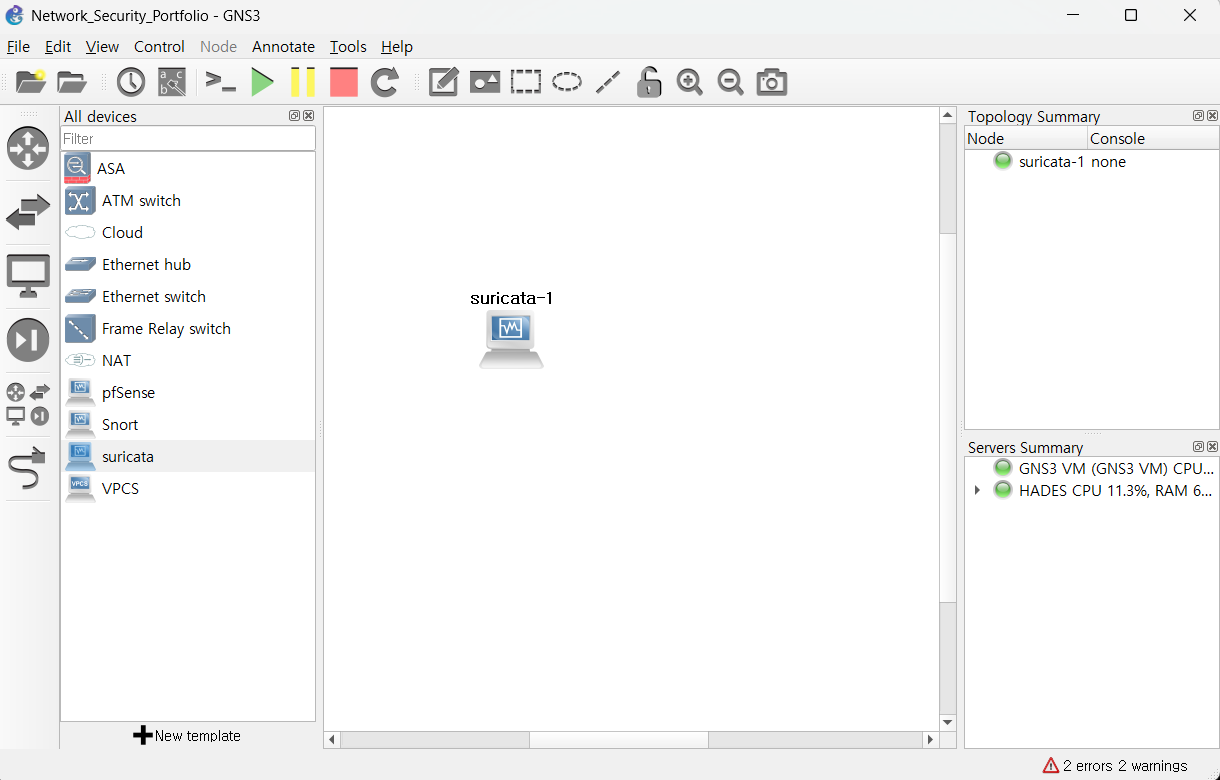 Network_Security_Portfolio - GNS3
File Edit View Control Node Annotate Tools Help
All devices
Filter
ASA
ATM switch
Cloud
Ethernet hub
Ethernet switch
Frame Relay switch
NAT
pfSense
Snort
suricata
VPCS
VPCS
New template
suricata-1
Topology Summary
Node Console
suricata-1 none
Servers Summary
GNS3 VM (GNS3 VM) CPU...
HADES CPU 11.3%, RAM 6...
2 errors 2 warnings